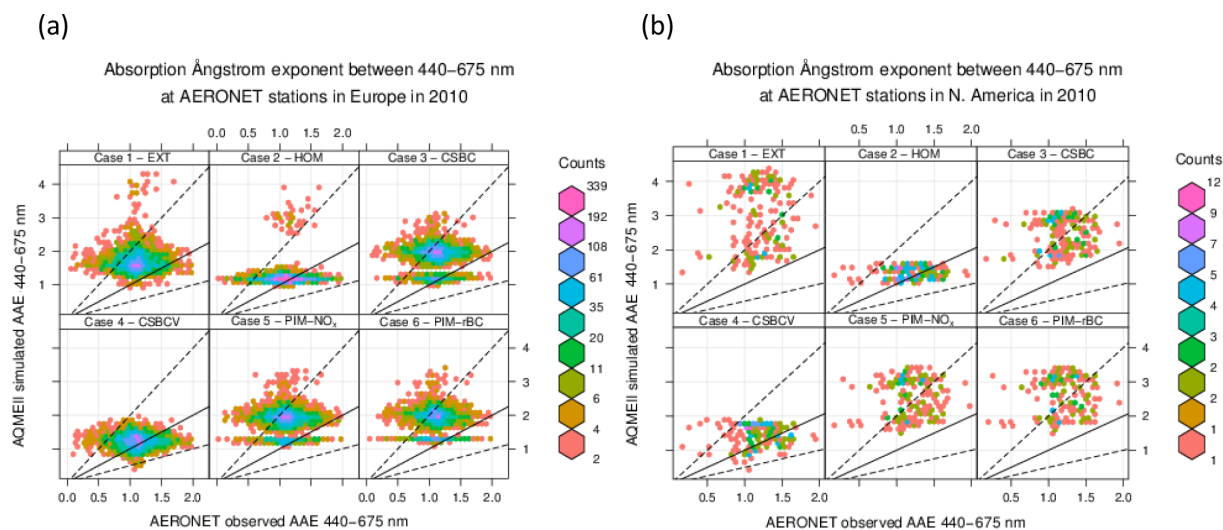 (a)
Absorption Ångstrom exponent between 440−675 nm
at AERONET stations in Europe in 2010
0.0 0.5 1.0 1.5 2.0
Case 1 − EXT
Case 2 − HOM
Case 3 − CSBC
4
3
2
1
Case 4 − CSBCV
Case 5 − PIM−NOₓ
Case 6 − PIM−rBC
4
3
2
1
0.0 0.5 1.0 1.5 2.0
0.0 0.5 1.0 1.5 2.0
AQMEII simulated AAE 440−675 nm
AERONET observed AAE 440−675 nm
Counts
339
192
108
61
35
20
11
6
4
2
(b)
Absorption Ångstrom exponent between 440−675 nm
at AERONET stations in N. America in 2010
0.5 1.0 1.5 2.0
Case 1 − EXT
Case 2 − HOM
Case 3 − CSBC
4
3
2
1
Case 4 − CSBCV
Case 5 − PIM−NOₓ
Case 6 − PIM−rBC
4
3
2
1
0.5 1.0 1.5 2.0
0.5 1.0 1.5 2.0
AQMEII simulated AAE 440−675 nm
AERONET observed AAE 440−675 nm
Counts
12
9
7
5
4
3
2
2
1
1